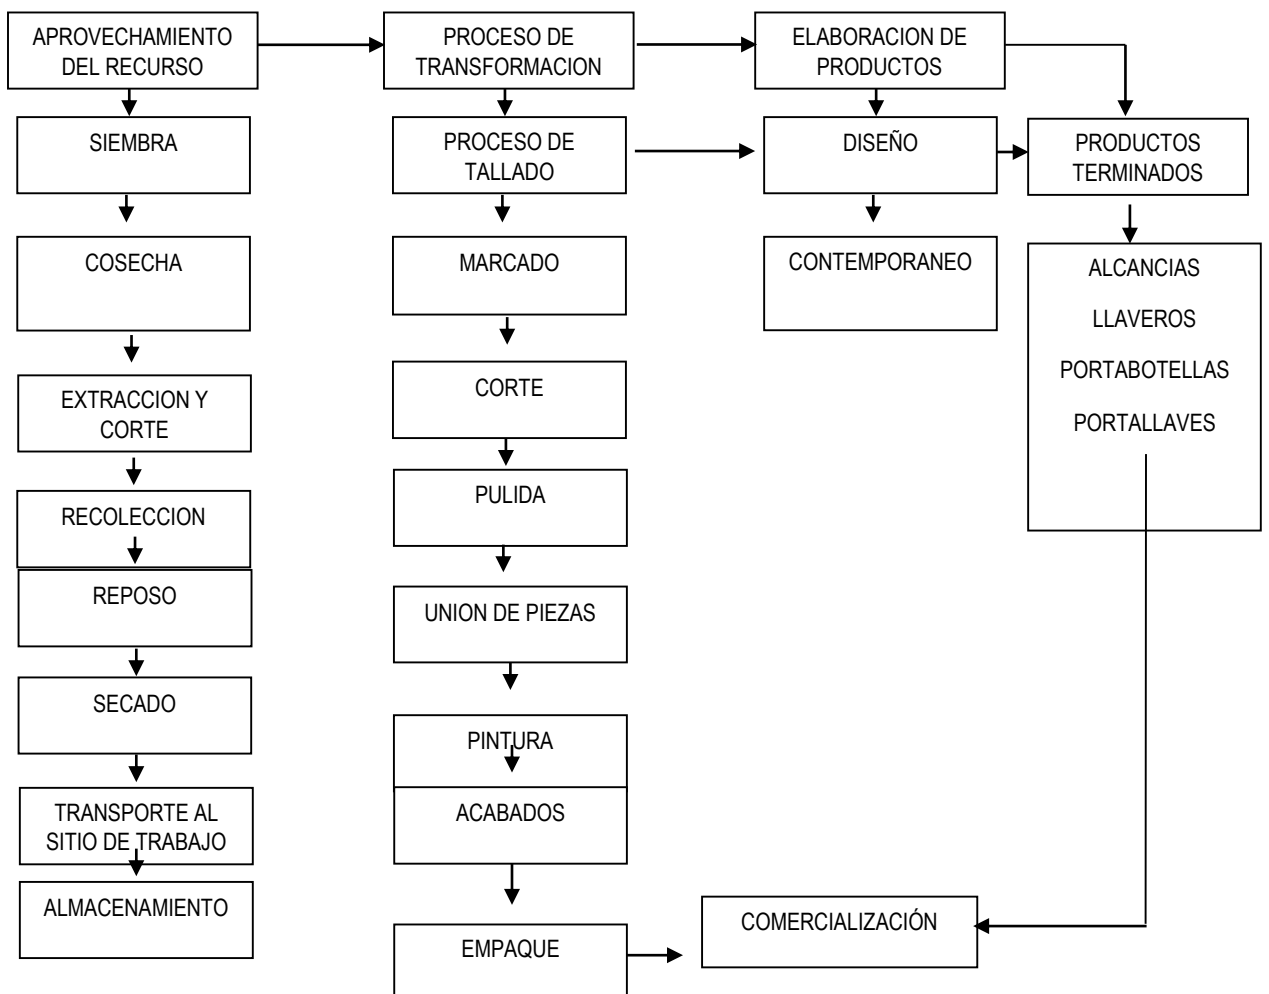 APROVECHAMIENTO
DEL RECURSO
PROCESO DE
TRANSFORMACION
ELABORACION DE
PRODUCTOS
SIEMBRA
PROCESO DE
TALLADO
DISEÑO
PRODUCTOS
TERMINADOS
COSECHA
MARCADO
CONTEMPORANEO
ALCANCIAS
LLAVEROS
PORTABOTELLAS
PORTALLAVES
EXTRACCION Y
CORTE
CORTE
RECOLECCION
PULIDA
REPOSO
UNION DE PIEZAS
SECADO
PINTURA
TRANSPORTE AL
SITIO DE TRABAJO
ACABADOS
ALMACENAMIENTO
EMPAQUE
COMERCIALIZACIÓN